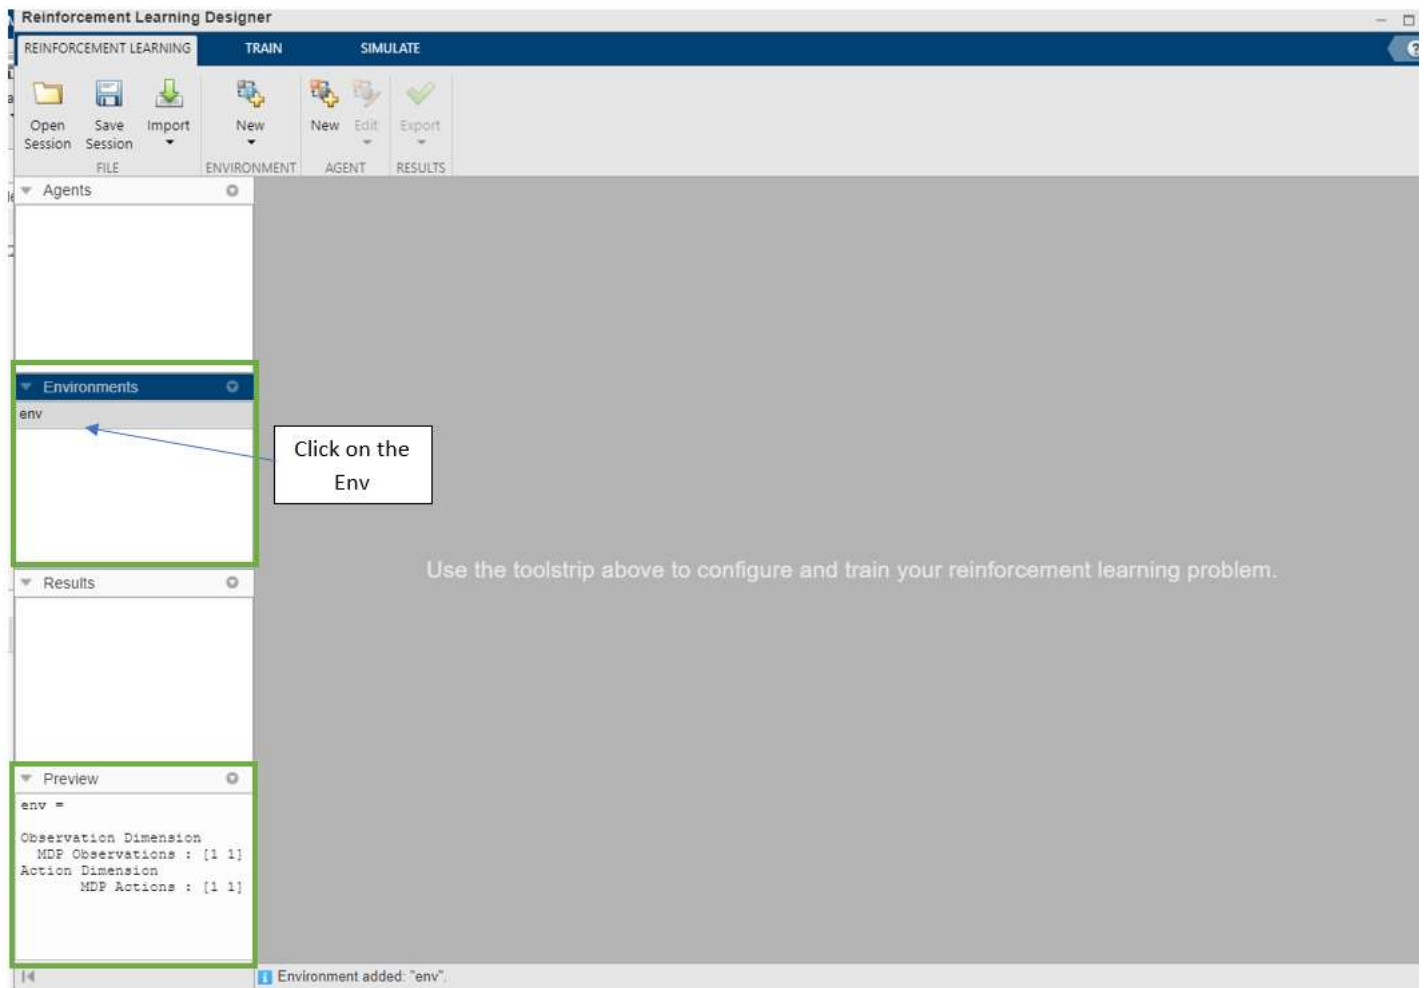 Reinforcement Learning Designer
REINFORCEMENT LEARNING TRAIN SIMULATE
Open Session
Save Session
Import
New
New
Edit
Export
FILE ENVIRONMENT AGENT RESULTS
Agents
Environments
env
Click on the
Env
Use the toolstrip above to configure and train your reinforcement learning problem.
Results
Preview
env =
Observation Dimension
MDP Observations : [1 1]
Action Dimension
MDP Actions : [1 1]
Environment added: "env".